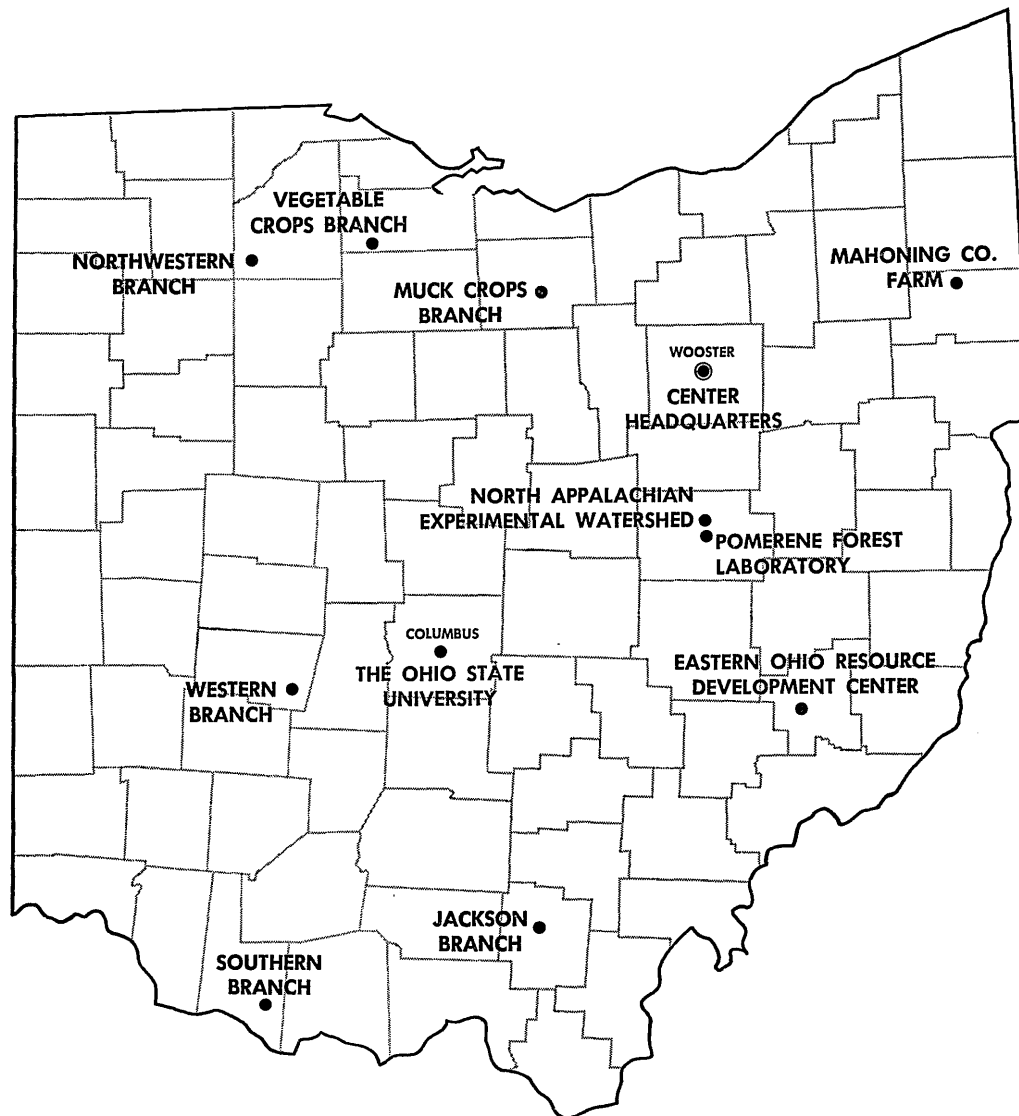 VEGETABLE
CROPS BRANCH
NORTHWESTERN
BRANCH
MUCK CROPS
BRANCH
MAHONING CO.
FARM
WOOSTER
CENTER
HEADQUARTERS
NORTH APPALACHIAN
EXPERIMENTAL WATERSHED
POMERENE FOREST
LABORATORY
COLUMBUS
THE OHIO STATE
UNIVERSITY
EASTERN OHIO RESOURCE
DEVELOPMENT CENTER
WESTERN
BRANCH
JACKSON
BRANCH
SOUTHERN
BRANCH